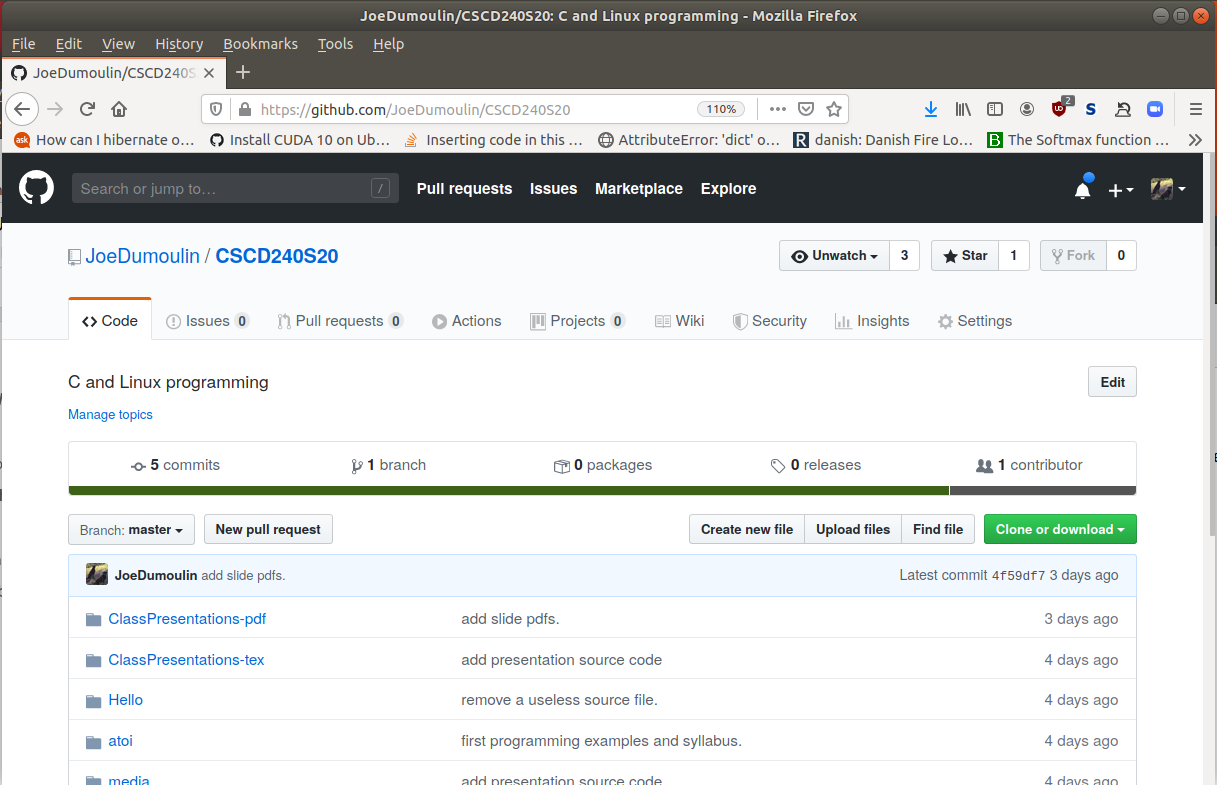 JoeDumoulin/CSCD240S20: C and Linux programming - Mozilla Firefox
File Edit View History Bookmarks Tools Help
JoeDumoulin/CSCD240S
https://github.com/JoeDumoulin/CSCD240S20 110% 2 S
ask How can I hibernate o… Install CUDA 10 on Ub… Inserting code in this … AttributeError: 'dict' o… R danish: Danish Fire Lo… B The Softmax function …
Search or jump to… / Pull requests Issues Marketplace Explore
JoeDumoulin / CSCD240S20 Unwatch 3 Star 1 Fork 0
Code Issues 0 Pull requests 0 Actions Projects 0 Wiki Security Insights Settings
C and Linux programming Edit
Manage topics
5 commits 1 branch 0 packages 0 releases 1 contributor
Branch: master New pull request Create new file Upload files Find file Clone or download
JoeDumoulin add slide pdfs. Latest commit 4f59df7 3 days ago
ClassPresentations-pdf add slide pdfs. 3 days ago
ClassPresentations-tex add presentation source code 4 days ago
Hello remove a useless source file. 4 days ago
atoi first programming examples and syllabus. 4 days ago
media add presentation source code 4 days ago